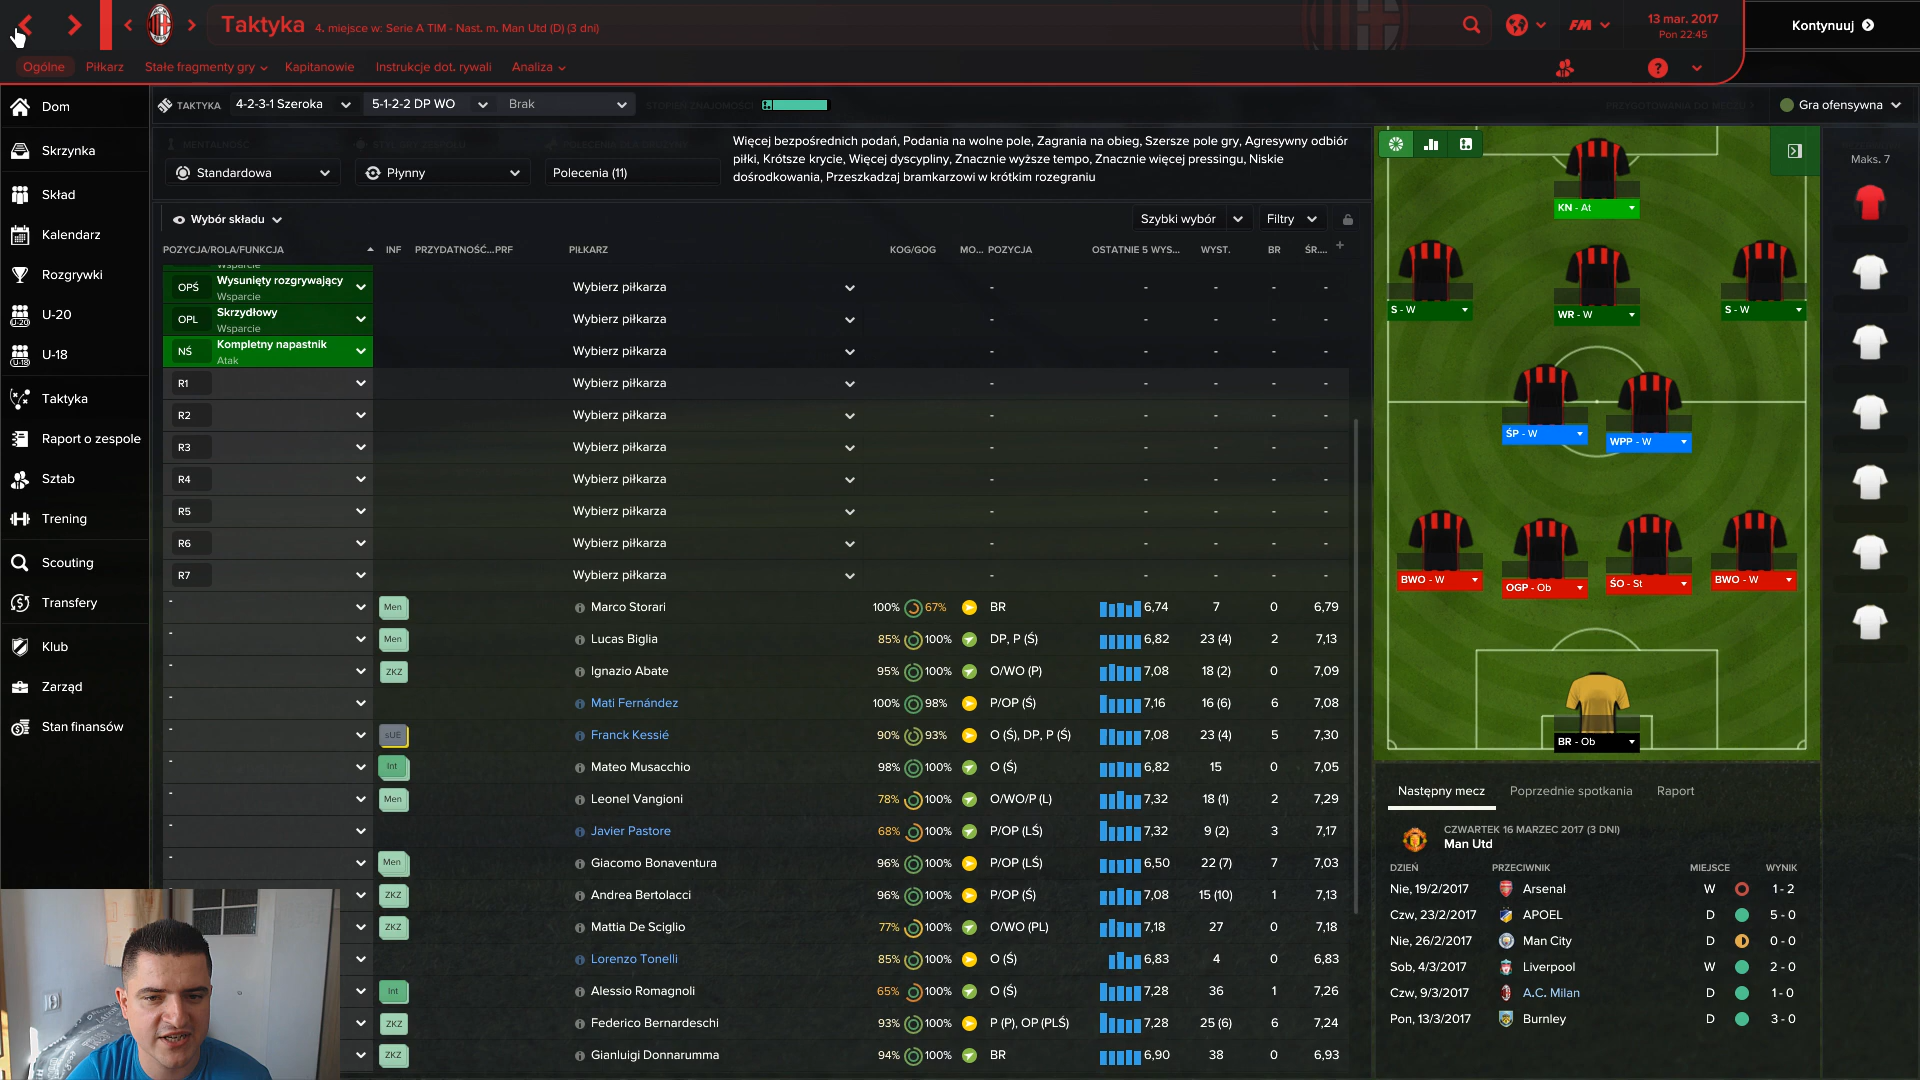 Taktyka
4. miejsce w: Serie A TIM - Nast. m. Man Utd (D) (3 dni)
FM
13 mar. 2017
Pon 22:45
Kontynuuj
Ogólne
Piłkarz
Stałe fragmenty gry
Kapitanowie
Instrukcje dot. rywali
Analiza
Dom
Skrzynka
Skład
Kalendarz
Rozgrywki
U-20
U-18
Taktyka
Raport o zespole
Sztab
Trening
Scouting
Transfery
Klub
Zarząd
Stan finansów
TAKTYKA
4-2-3-1 Szeroka
5-1-2-2 DP WO
Brak
Gra ofensywna
Standardowa
Płynny
Polecenia (11)
Więcej bezpośrednich podań, Podania na wolne pole, Zagrania na obieg, Szersze pole gry, Agresywny odbiór
piłki, Krótsze krycie, Więcej dyscypliny, Znacznie wyższe tempo, Znacznie więcej pressingu, Niskie
dośrodkowania, Przeszkadzaj bramkarzowi w krótkim rozegraniu
Wybór składu
Szybki wybór
Filtry
POZYCJA/ROLA/FUNKCJA INF PRZYDATNOŚĆ...PRF PIŁKARZ KOG/GOG MO... POZYCJA OSTATNIE 5 WYS... WYST. BR ŚR....
Wsparcie
OPŚ Wysunięty rozgrywający Wybierz piłkarza - - - - -
Wsparcie
OPL Skrzydłowy Wybierz piłkarza - - - - -
Wsparcie
NŚ Kompletny napastnik Wybierz piłkarza - - - - -
Atak
R1 Wybierz piłkarza - - - - -
R2 Wybierz piłkarza - - - - -
R3 Wybierz piłkarza - - - - -
R4 Wybierz piłkarza - - - - -
R5 Wybierz piłkarza - - - - -
R6 Wybierz piłkarza - - - - -
R7 Wybierz piłkarza - - - - -
- Men Marco Storari 100% 67% BR 6,74 7 0 6,79
- Men Lucas Biglia 85% 100% DP, P (Ś) 6,82 23 (4) 2 7,13
- ZKZ Ignazio Abate 95% 100% O/WO (P) 7,08 18 (2) 0 7,09
- Mati Fernández 100% 98% P/OP (Ś) 7,16 16 (6) 6 7,08
- sUE Franck Kessié 90% 93% O (Ś), DP, P (Ś) 7,08 23 (4) 5 7,30
- Int Mateo Musacchio 98% 100% O (Ś) 6,82 15 0 7,05
- Men Leonel Vangioni 78% 100% O/WO/P (L) 7,32 18 (1) 2 7,29
- Javier Pastore 68% 100% P/OP (LŚ) 7,32 9 (2) 3 7,17
- Men Giacomo Bonaventura 96% 100% P/OP (LŚ) 6,50 22 (7) 7 7,03
ZKZ Andrea Bertolacci 96% 100% P/OP (Ś) 7,08 15 (10) 1 7,13
ZKZ Mattia De Sciglio 77% 100% O/WO (PL) 7,18 27 0 7,18
Lorenzo Tonelli 85% 100% O (Ś) 6,83 4 0 6,83
Int Alessio Romagnoli 65% 100% O (Ś) 7,28 36 1 7,26
ZKZ Federico Bernardeschi 93% 100% P (P), OP (PLŚ) 7,28 25 (6) 6 7,24
ZKZ Gianluigi Donnarumma 94% 100% BR 6,90 38 0 6,93
KN - At
S - W
WR - W
S - W
ŚP - W
WPP - W
BWO - W
OGP - Ob
ŚO - St
BWO - W
BR - Ob
Maks. 7
Następny mecz
Poprzednie spotkania
Raport
CZWARTEK 16 MARZEC 2017 (3 DNI)
Man Utd
DZIEŃ PRZECIWNIK MIEJSCE WYNIK
Nie, 19/2/2017 Arsenal W 1 - 2
Czw, 23/2/2017 APOEL D 5 - 0
Nie, 26/2/2017 Man City D 0 - 0
Sob, 4/3/2017 Liverpool W 2 - 0
Czw, 9/3/2017 A.C. Milan D 1 - 0
Pon, 13/3/2017 Burnley D 3 - 0